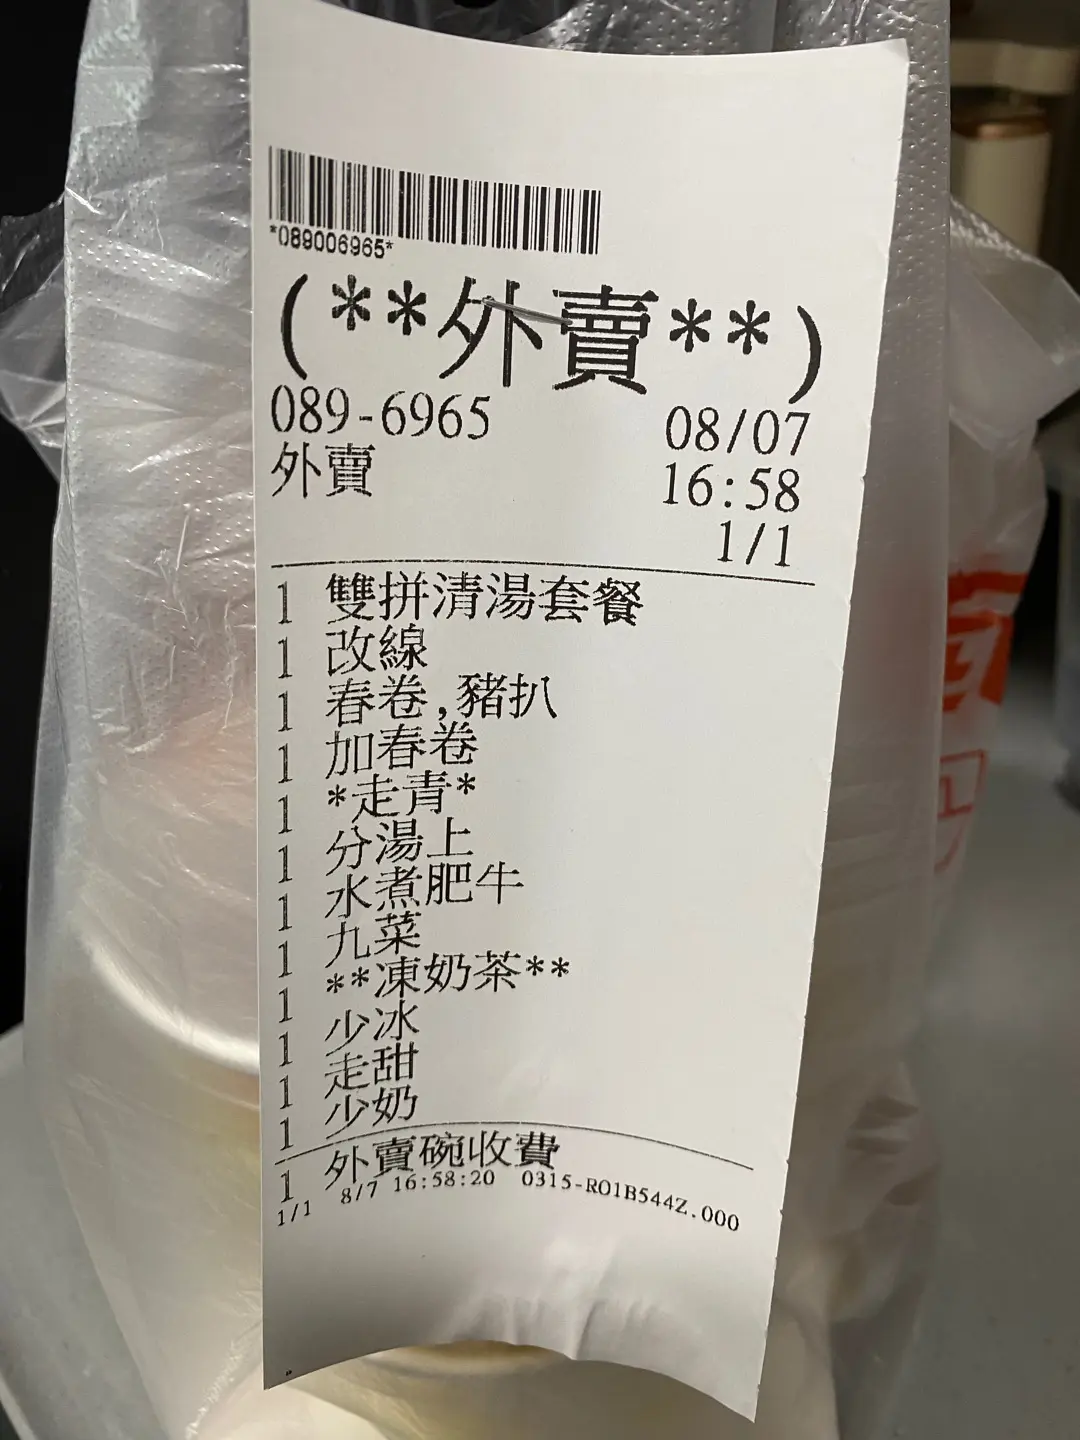 *089006965*
(**外賣**)
089-6965 08/07
外賣 16:58
1/1
1 雙拼清湯套餐
1 改線
1 春卷,豬扒
1 加春卷
1 *走青*
1 分湯上
1 水煮肥牛
1 九菜
1 **凍奶茶**
1 少冰
1 走甜
1 少奶
1 外賣碗收費
1/1 8/7 16:58:20 0315-R01B544Z.000